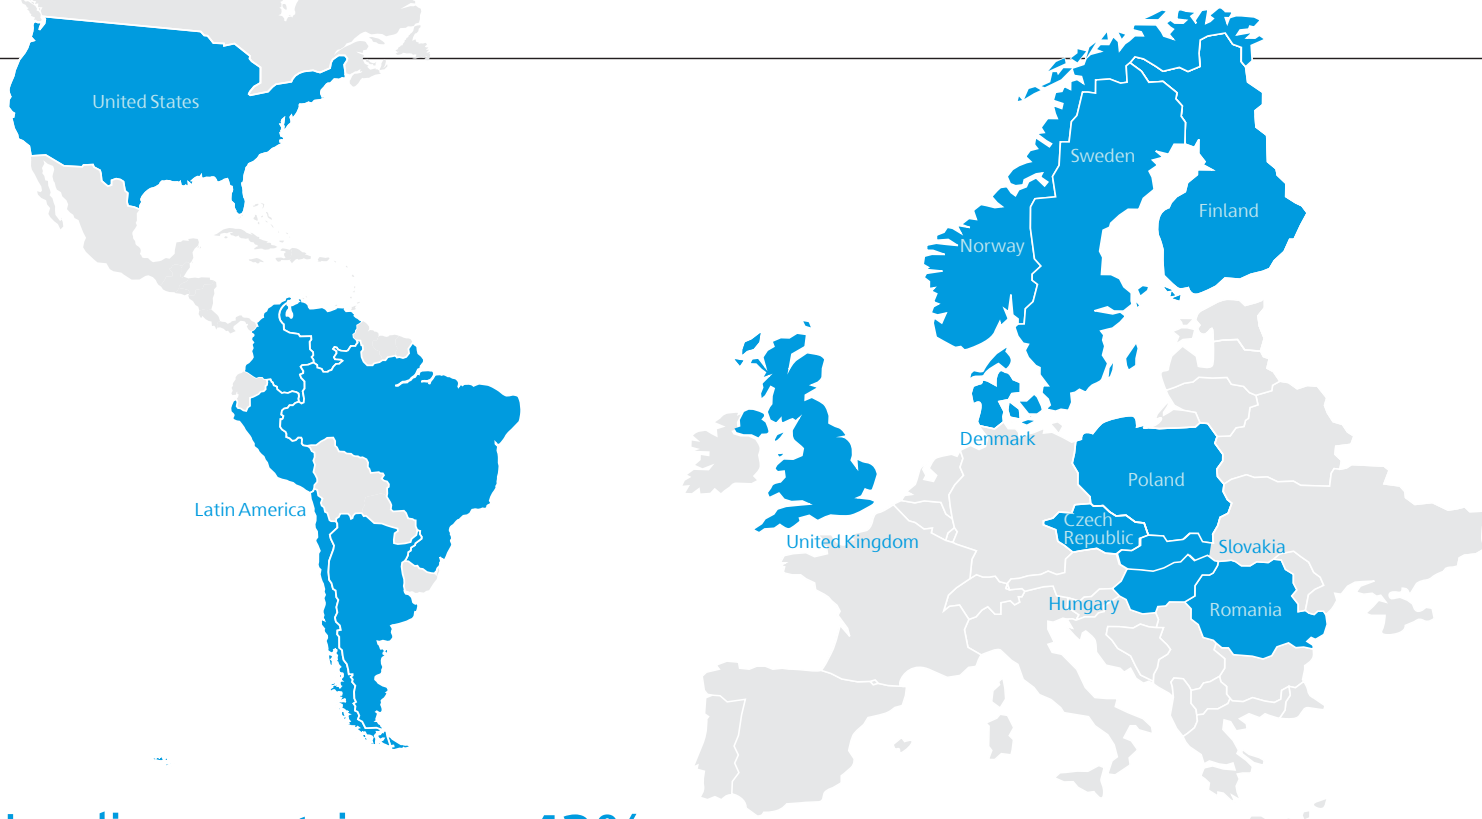 United States
Sweden
Finland
Norway
Denmark
Poland
Latin America
Czech
Republic
United Kingdom
Slovakia
Hungary
Romania